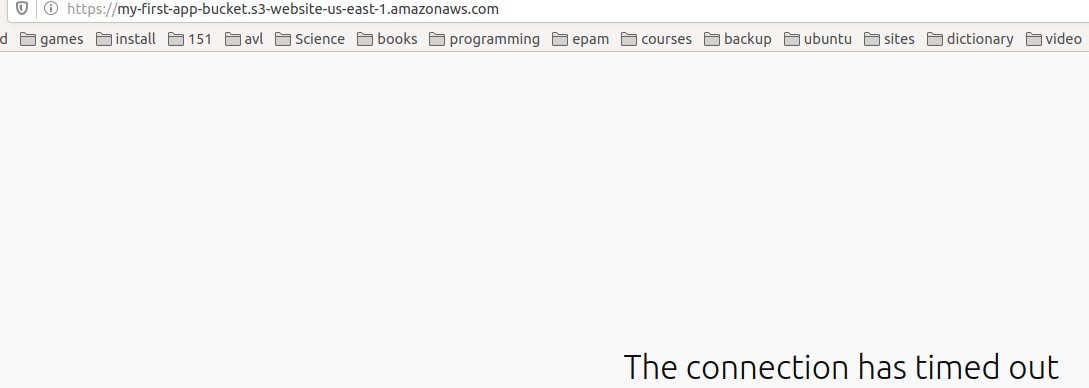 https://my-first-app-bucket.s3-website-us-east-1.amazonaws.com
d games install 151 avl Science books programming epam courses backup ubuntu sites dictionary video
The connection has timed out